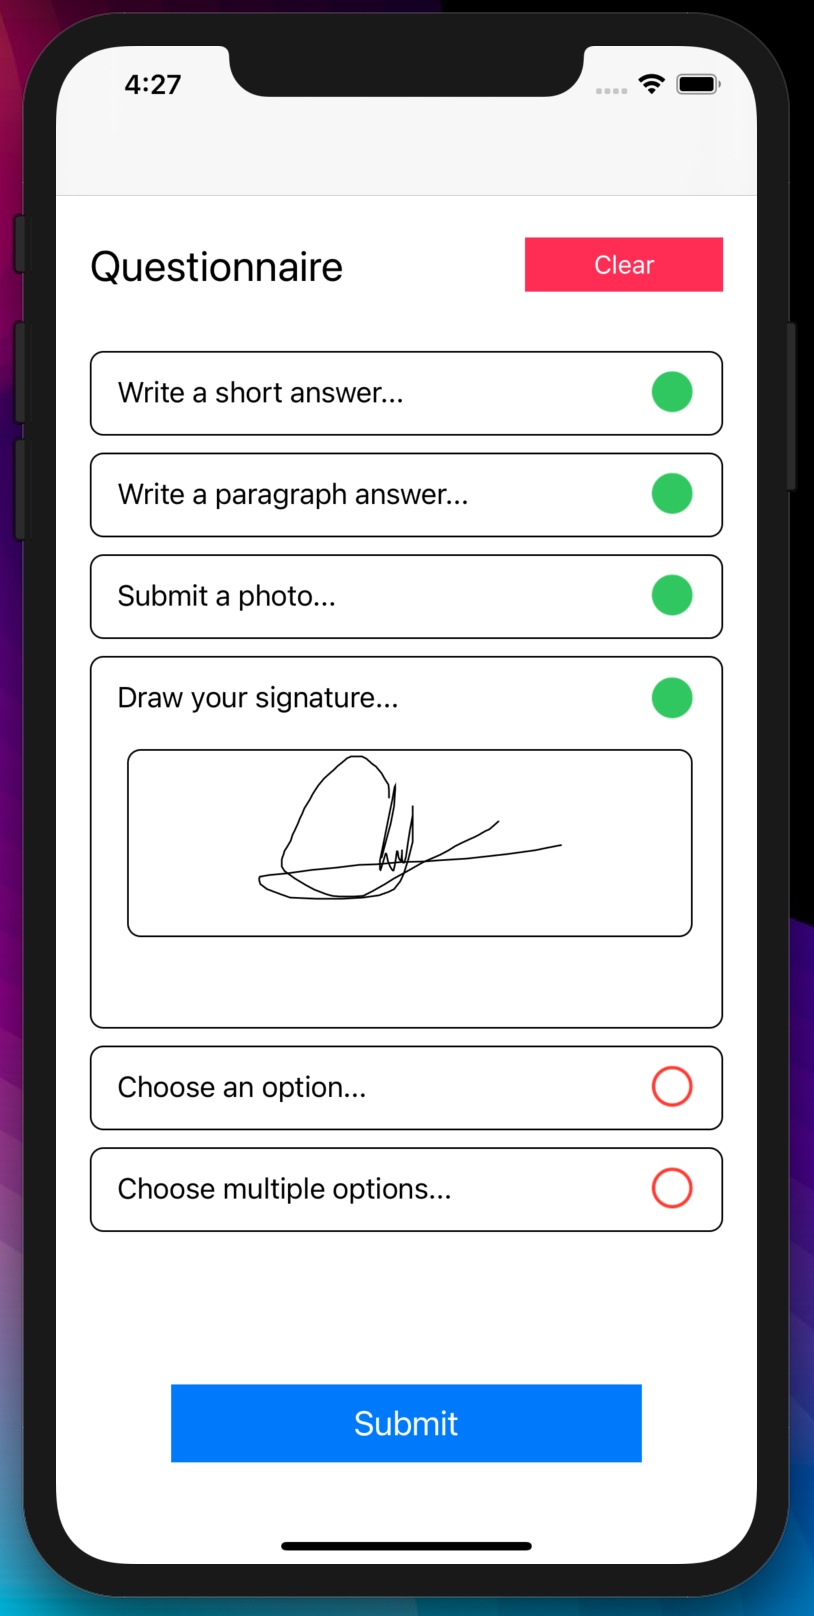 4:27
Questionnaire
Clear
Write a short answer...
Write a paragraph answer...
Submit a photo...
Draw your signature...
Choose an option...
Choose multiple options...
Submit